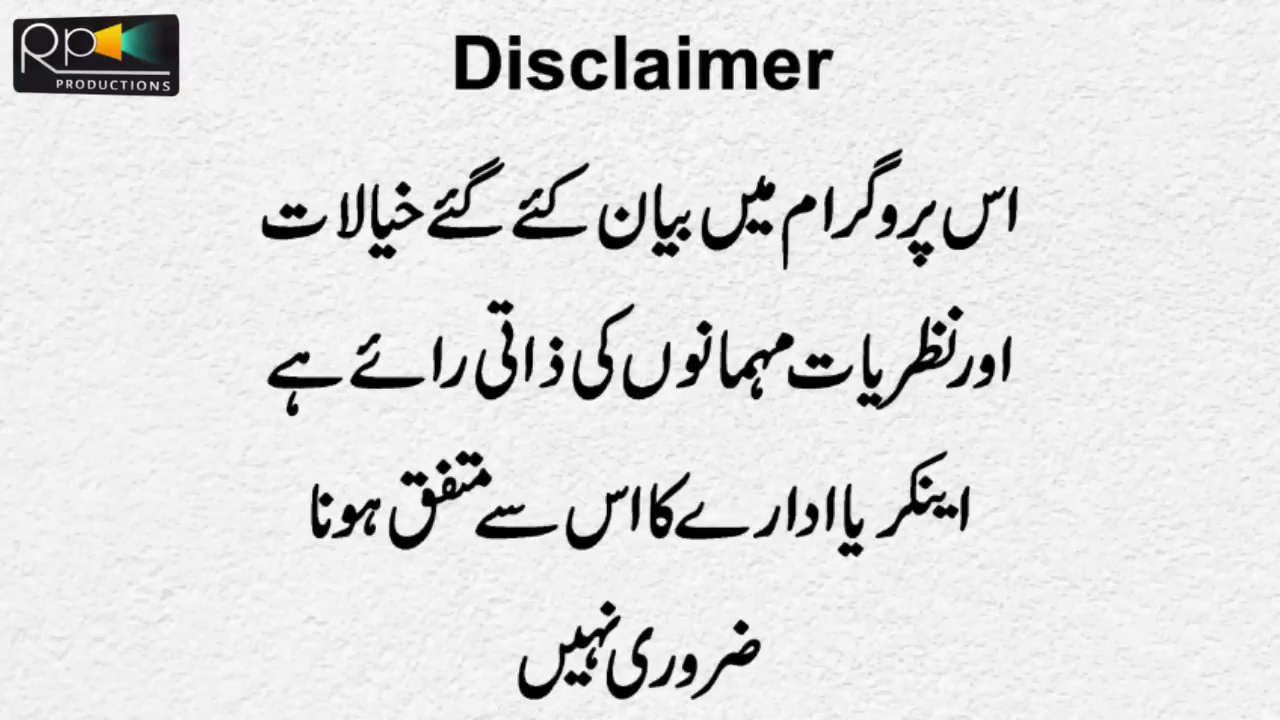 Rp
PRODUCTIONS
Disclaimer
اس پروگرام میں بیان کئے گئے خیالات
اور نظریات مہمانوں کی ذاتی رائے ہے
اینکر یا ادارے کا اس سے متفق ہونا
ضروری نہیں